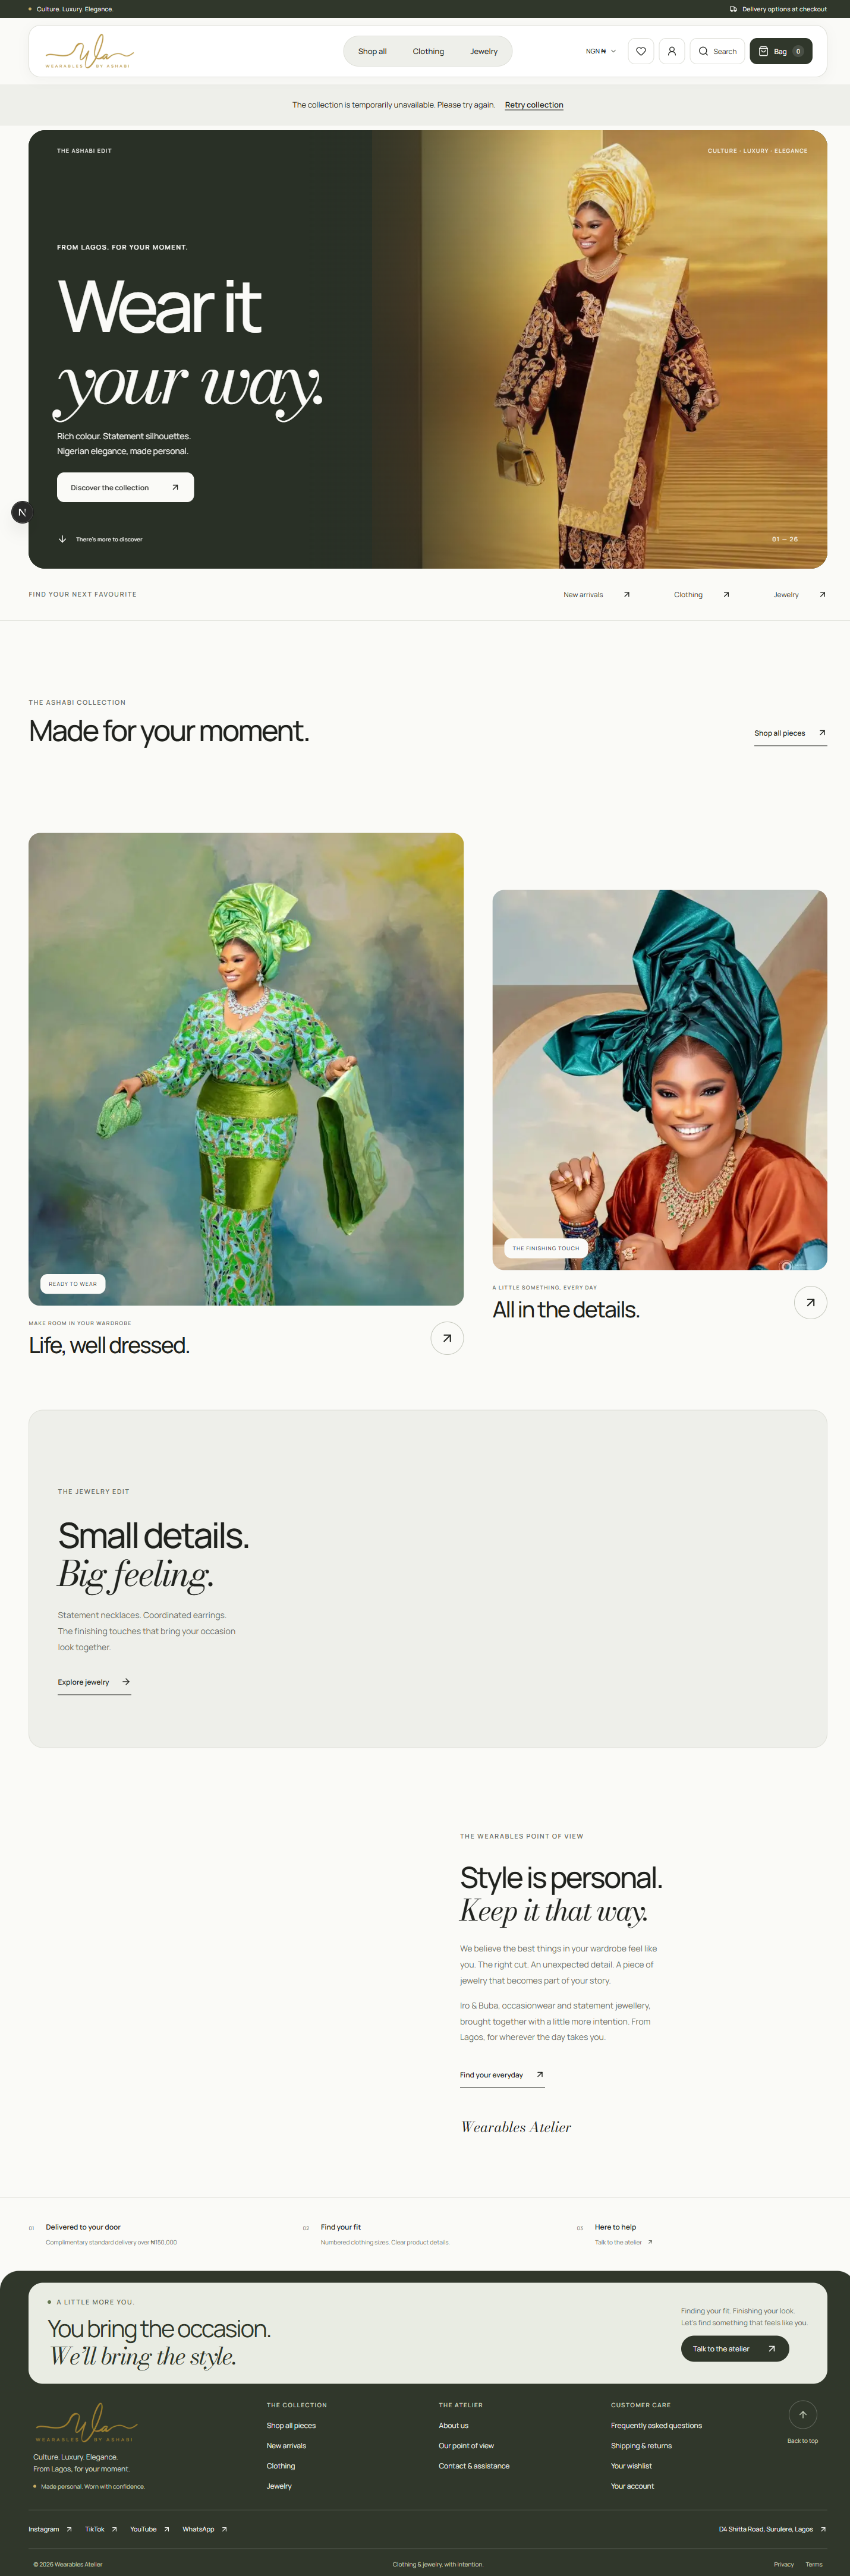 Culture. Luxury. Elegance.
Delivery options at checkout
Wla
WEARABLES BY ASHABI
Shop all
Clothing
Jewelry
NGN ₦
Search
Bag 0
The collection is temporarily unavailable. Please try again. Retry collection
THE ASHABI EDIT
CULTURE · LUXURY · ELEGANCE
FROM LAGOS. FOR YOUR MOMENT.
Wear it
your way.
Rich colour. Statement silhouettes.
Nigerian elegance, made personal.
Discover the collection
N
There's more to discover
01 — 26
FIND YOUR NEXT FAVOURITE
New arrivals
Clothing
Jewelry
THE ASHABI COLLECTION
Made for your moment.
Shop all pieces
READY TO WEAR
THE FINISHING TOUCH
MAKE ROOM IN YOUR WARDROBE
Life, well dressed.
A LITTLE SOMETHING, EVERY DAY
All in the details.
THE JEWELRY EDIT
Small details.
Big feeling.
Statement necklaces. Coordinated earrings.
The finishing touches that bring your occasion
look together.
Explore jewelry
THE WEARABLES POINT OF VIEW
Style is personal.
Keep it that way.
We believe the best things in your wardrobe feel like
you. The right cut. An unexpected detail. A piece of
jewelry that becomes part of your story.
Iro & Buba, occasionwear and statement jewellery,
brought together with a little more intention. From
Lagos, for wherever the day takes you.
Find your everyday
Wearables Atelier
01
Delivered to your door
Complimentary standard delivery over ₦150,000
02
Find your fit
Numbered clothing sizes. Clear product details.
03
Here to help
Talk to the atelier
A LITTLE MORE YOU.
You bring the occasion.
We'll bring the style.
Finding your fit. Finishing your look.
Let's find something that feels like you.
Talk to the atelier
Wla
WEARABLES BY ASHABI
Culture. Luxury. Elegance.
From Lagos, for your moment.
Made personal. Worn with confidence.
THE COLLECTION
Shop all pieces
New arrivals
Clothing
Jewelry
THE ATELIER
About us
Our point of view
Contact & assistance
CUSTOMER CARE
Frequently asked questions
Shipping & returns
Your wishlist
Your account
Back to top
Instagram
TikTok
YouTube
WhatsApp
D4 Shitta Road, Surulere, Lagos
© 2026 Wearables Atelier
Clothing & jewelry, with intention.
Privacy
Terms